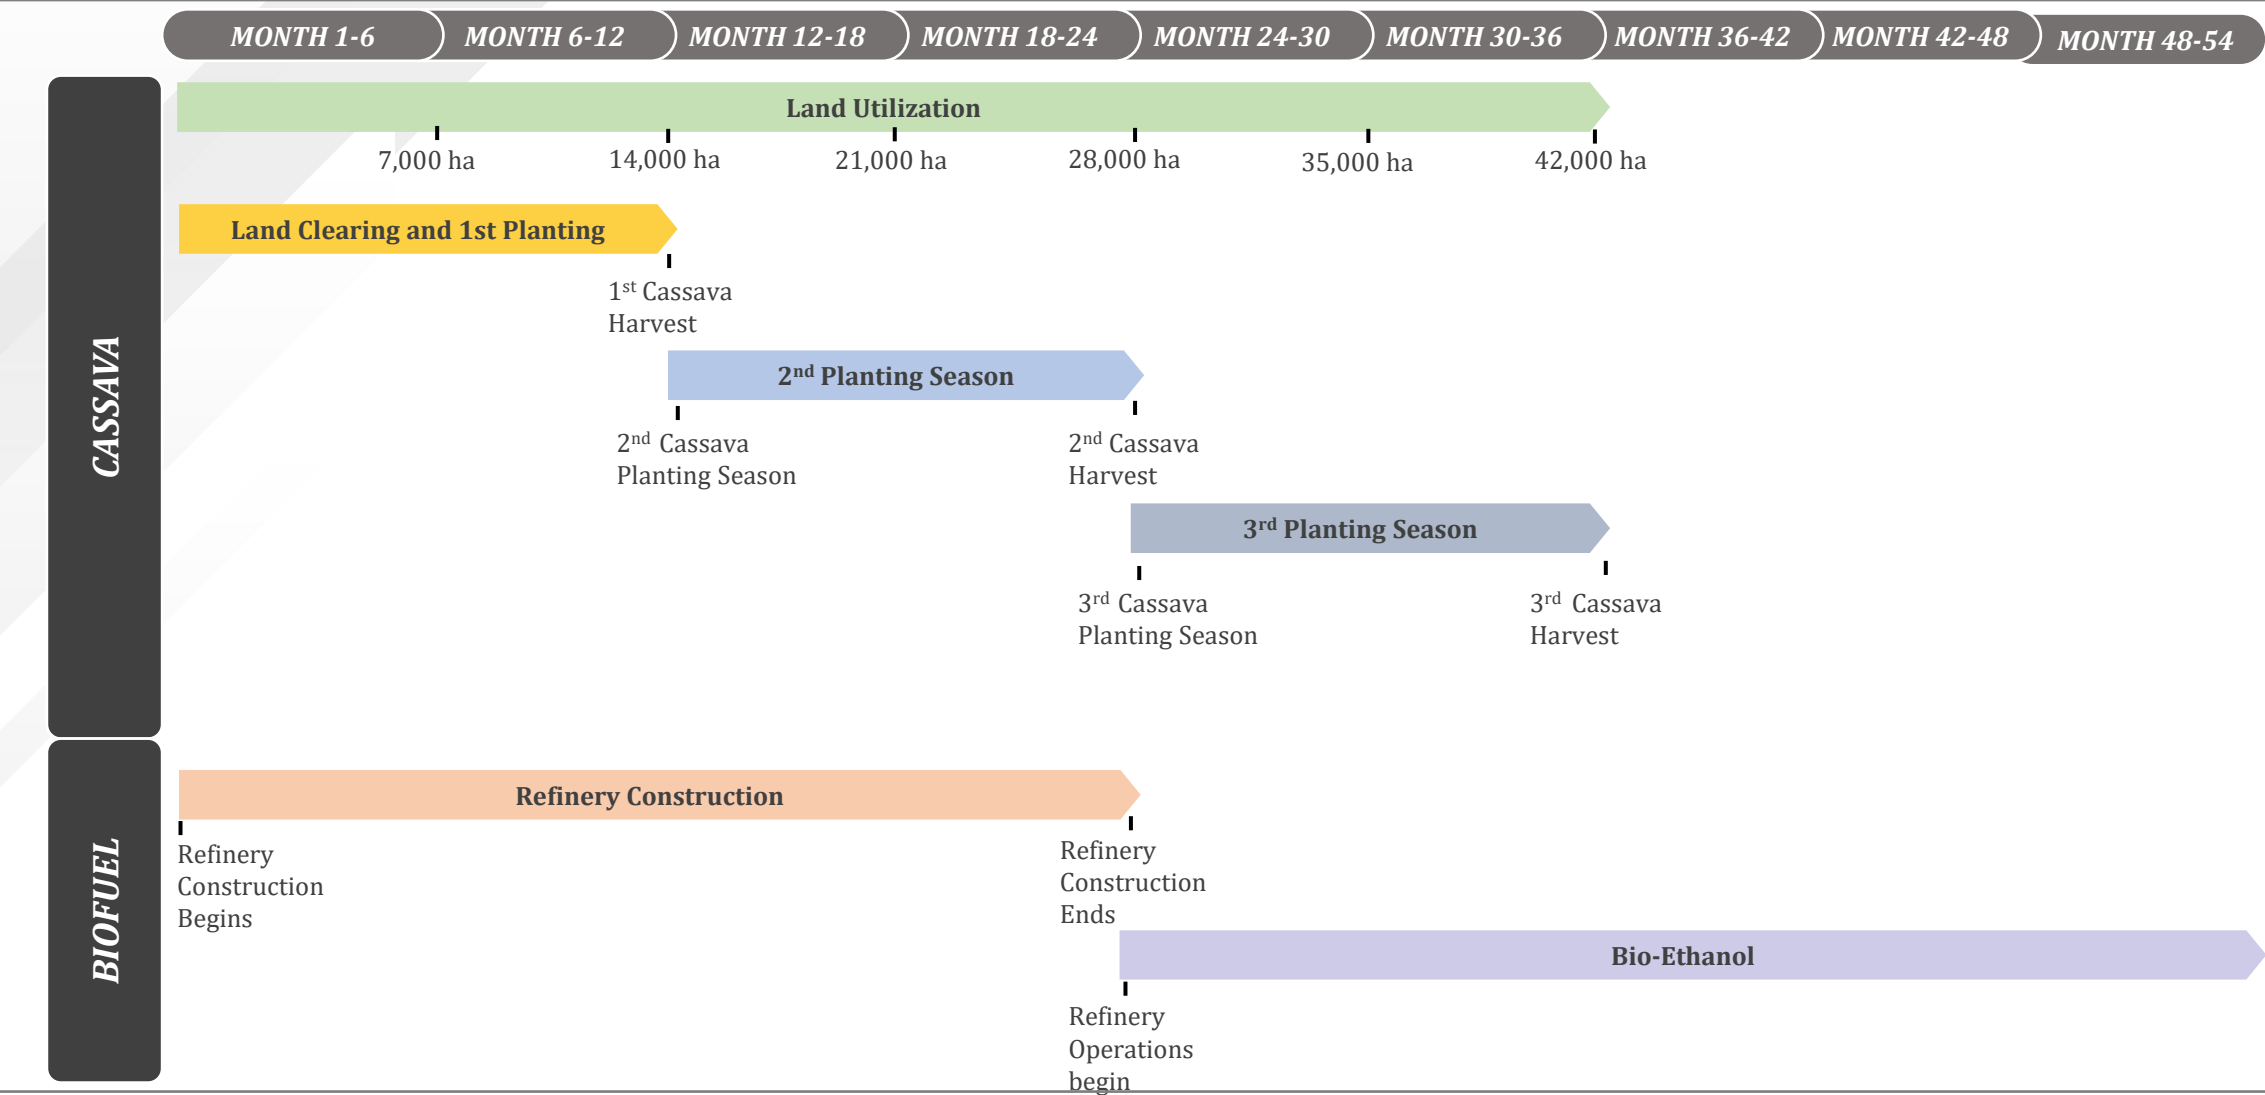 MONTH 1-6
MONTH 6-12
MONTH 12-18
MONTH 18-24
MONTH 24-30
MONTH 30-36
MONTH 36-42
MONTH 42-48
MONTH 48-54
CASSAVA
Land Utilization
7,000 ha
14,000 ha
21,000 ha
28,000 ha
35,000 ha
42,000 ha
Land Clearing and 1st Planting
1st Cassava
Harvest
2nd Planting Season
2nd Cassava
Planting Season
2nd Cassava
Harvest
3rd Planting Season
3rd Cassava
Planting Season
3rd Cassava
Harvest
BIOFUEL
Refinery Construction
Refinery
Construction
Begins
Refinery
Construction
Ends
Bio-Ethanol
Refinery
Operations
begin